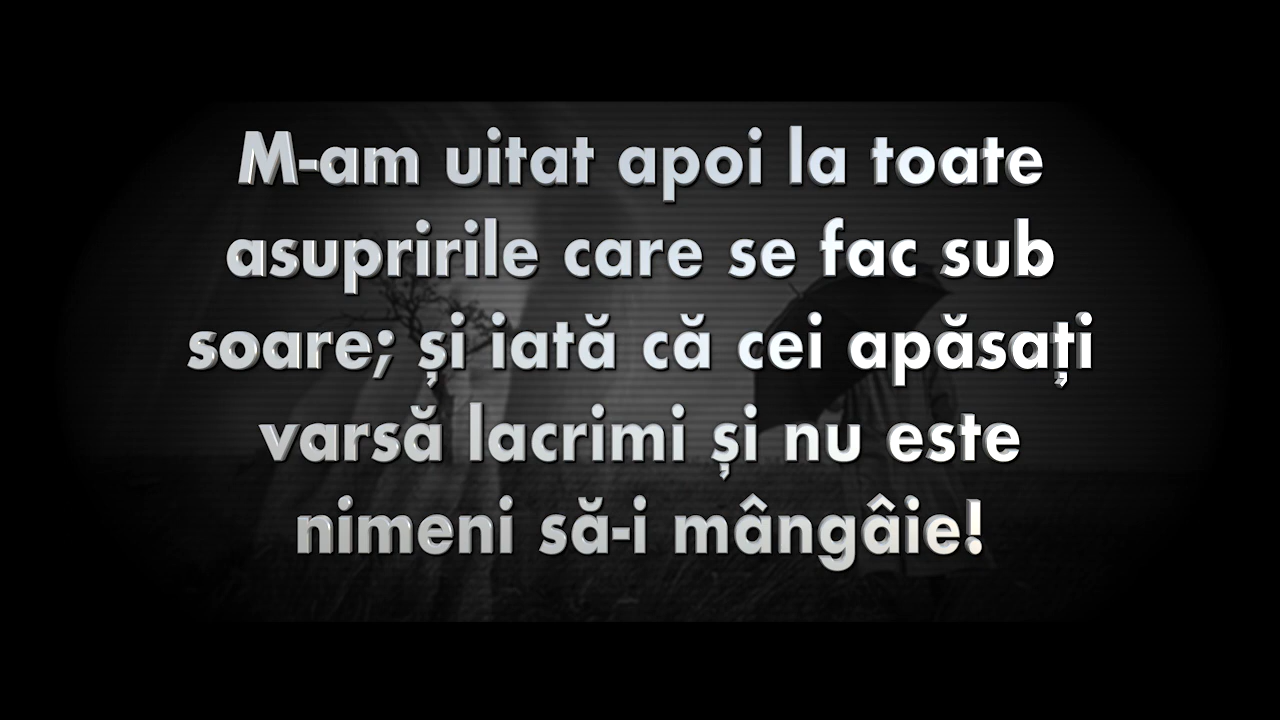 M-am uitat apoi la toate
asupririle care se fac sub
soare; și iată că cei apăsați
varsă lacrimi și nu este
nimeni să-i mângâie!